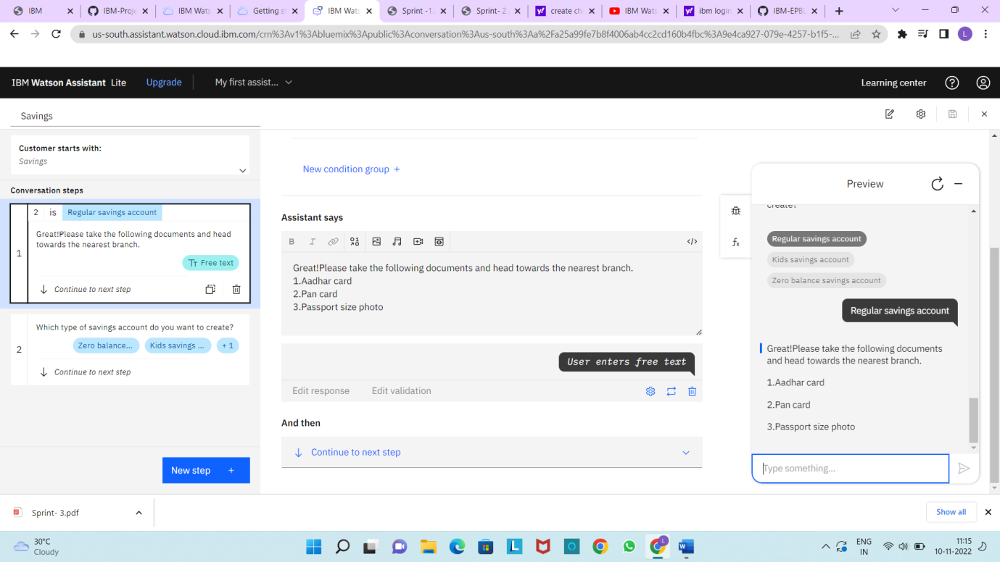 IBM
IBM-Proje
IBM Wats
Getting st
IBM Wats
Sprint -1.
Sprint- 2.
create ch
IBM Wats
ibm login
IBM-EPBL
us-south.assistant.watson.cloud.ibm.com/crn%3Av1%3Abluemix%3Apublic%3Aconversation%3Aus-south%3Aa%2Fa25a99fe7b8f4006ab4cc2cd160b4fbc%3A9e4ca927-079e-4257-b1f5-...
L
IBM Watson Assistant Lite
Upgrade
My first assist...
Learning center
Savings
Customer starts with:
Savings
Conversation steps
1
2 is Regular savings account
Great!Please take the following documents and head
towards the nearest branch.
Free text
Continue to next step
2
Which type of savings account do you want to create?
Zero balance... Kids savings ... + 1
Continue to next step
New step +
New condition group +
Assistant says
B I
Great!Please take the following documents and head towards the nearest branch.
1.Aadhar card
2.Pan card
3.Passport size photo
User enters free text
Edit response Edit validation
And then
Continue to next step
Preview
create?
Regular savings account
Kids savings account
Zero balance savings account
Regular savings account
Great!Please take the following documents
and head towards the nearest branch.
1.Aadhar card
2.Pan card
3.Passport size photo
Type something...
Sprint- 3.pdf
Show all
30°C
Cloudy
ENG
IN
11:15
10-11-2022